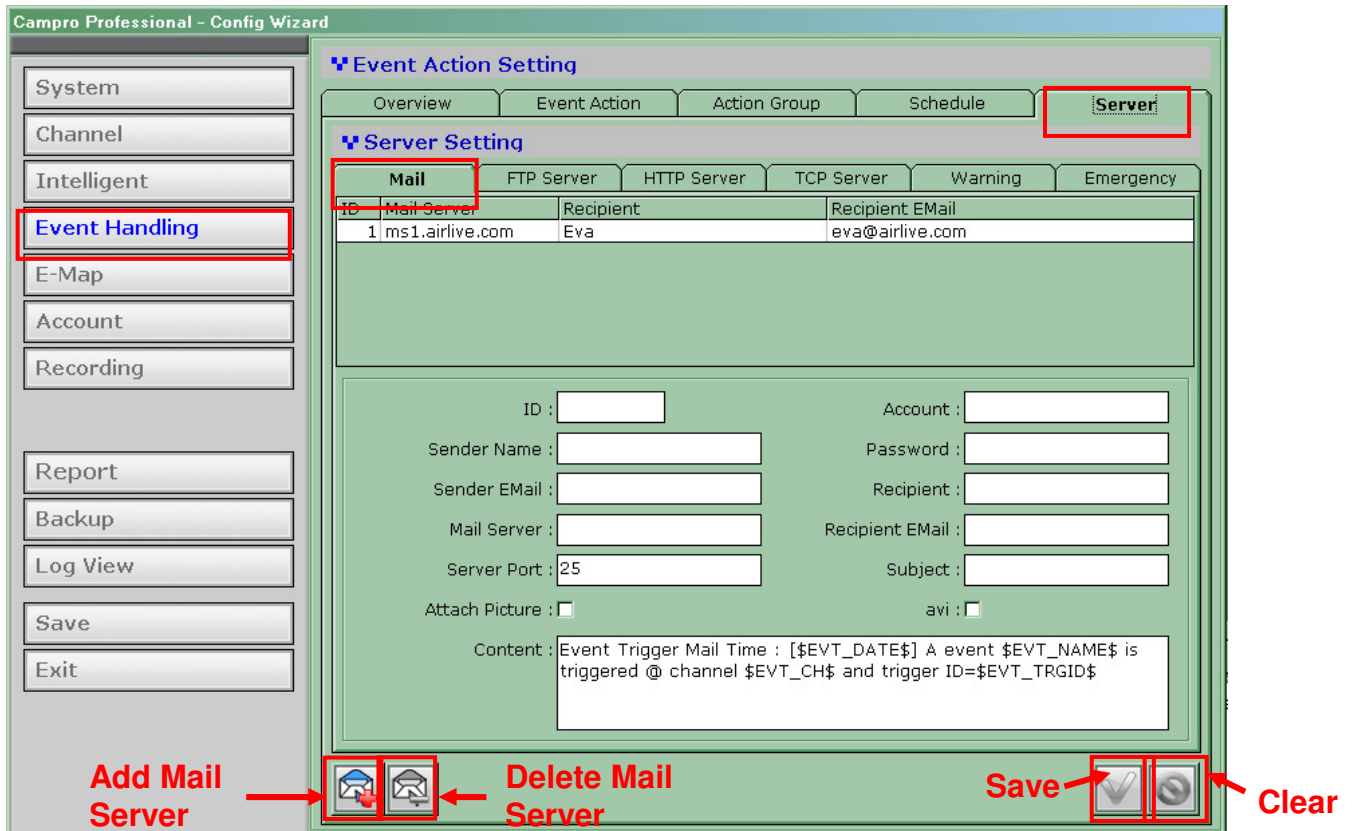 Campro Professional - Config Wizard
System
Channel
Intelligent
Event Handling
E-Map
Account
Recording
Report
Backup
Log View
Save
Exit
Event Action Setting
Overview Event Action Action Group Schedule Server
Server Setting
Mail FTP Server HTTP Server TCP Server Warning Emergency
ID Mail Server Recipient Recipient EMail
1 ms1.airlive.com Eva eva@airlive.com
ID : Account :
Sender Name : Password :
Sender EMail : Recipient :
Mail Server : Recipient EMail :
Server Port : 25 Subject :
Attach Picture : avi :
Content : Event Trigger Mail Time : [$EVT_DATE$] A event $EVT_NAME$ is
triggered @ channel $EVT_CH$ and trigger ID=$EVT_TRGID$
Add Mail
Server
Delete Mail
Server
Save
Clear